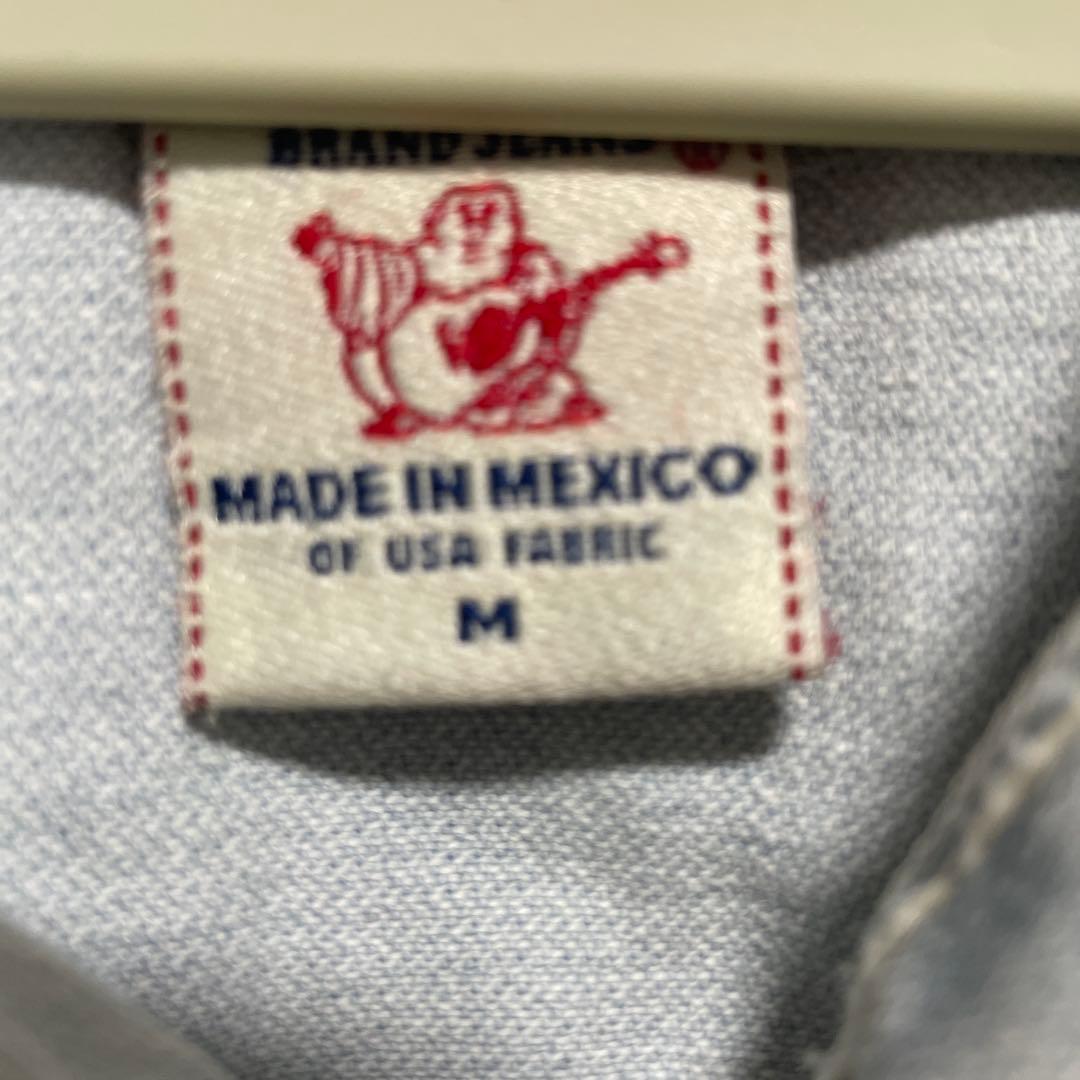 BRAND JEANS ®
MADE IN MEXICO
OF USA FABRIC
M